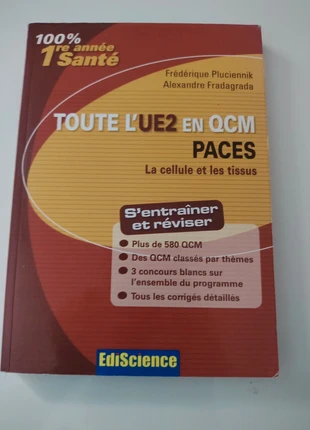 100%
1re année
Santé
Frédérique Pluciennik
Alexandre Fradagrada
TOUTE L'UE2 EN QCM
PACES
La cellule et les tissus
S'entraîner
et réviser
Plus de 580 QCM
Des QCM classés par thèmes
3 concours blancs sur
l'ensemble du programme
Tous les corrigés détaillés
EdiScience